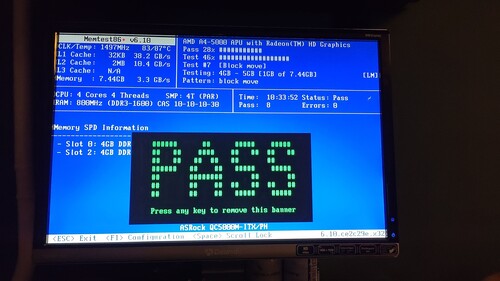 Memtest86+ v6.10
AMD A4-5000 APU with Radeon(TM) HD Graphics
CLK/Temp: 1497MHz 83/87°C
Pass 28%
L1 Cache: 32KB 38.2 GB/s
Test 46%
L2 Cache: 2MB 10.4 GB/s
Test #7 [Block move]
L3 Cache: N/A
Testing: 4GB - 5GB [1GB of 7.44GB] [LM]
Memory : 7.44GB 3.3 GB/s
Pattern: block move
CPU: 4 Cores 4 Threads SMP: 4T (PAR)
Time: 10:33:52 Status: Pass
RAM: 800MHz (DDR3-1600) CAS 10-10-10-30
Pass: 8 Errors: 0
Memory SPD Information
- Slot 0: 4GB DDR
- Slot 2: 4GB DDR
PASS
Press any key to remove this banner
ASRock QC5000M-ITX/PH
<ESC> Exit <F1> Configuration <Space> Scroll Lock